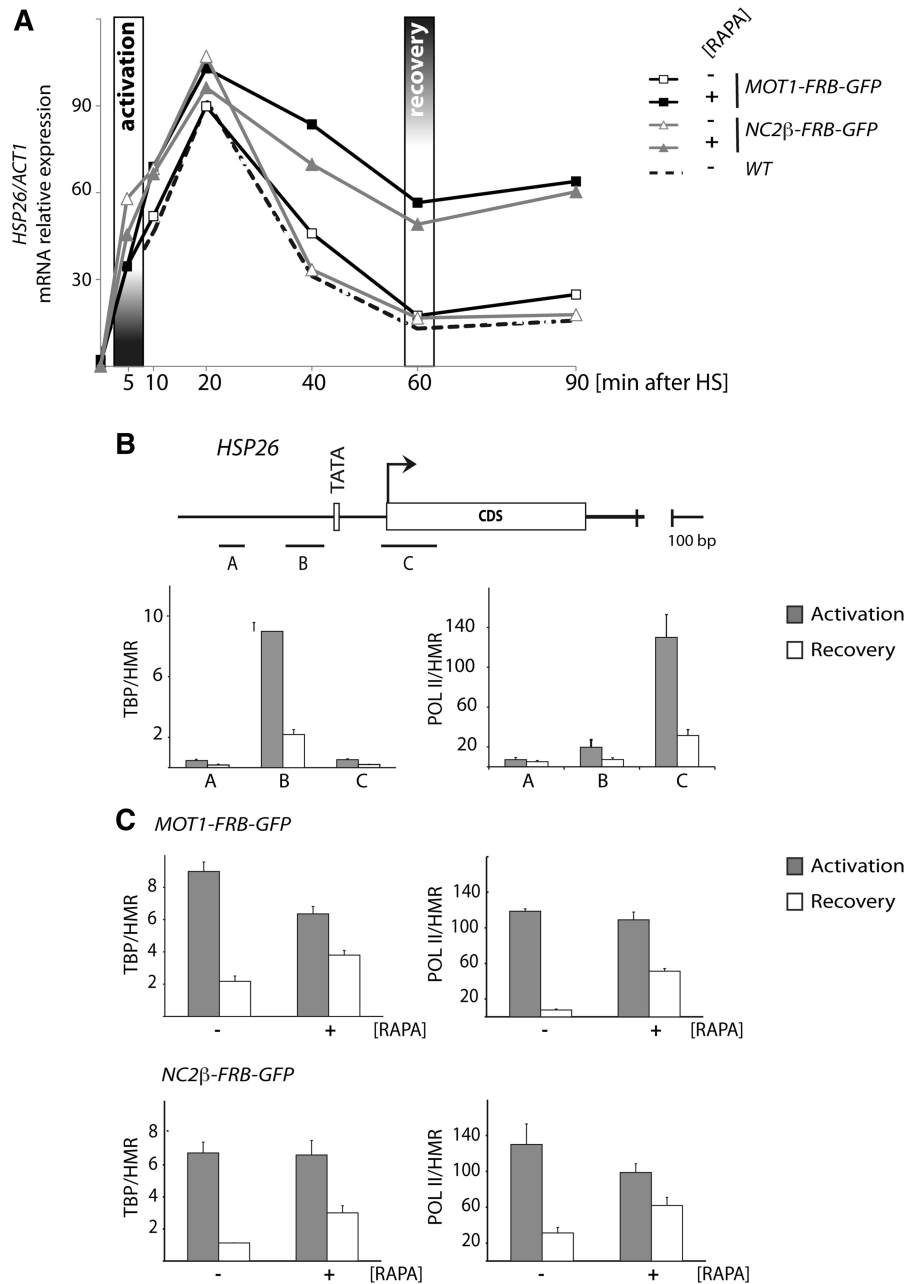 A
activation
recovery
[RAPA]
-
+
MOT1-FRB-GFP
-
+
NC2β-FRB-GFP
-
WT
HSP26/ACT1
mRNA relative expression
90
60
30
5 10 20 40 60 90 [min after HS]
B
HSP26
TATA
CDS
100 bp
A B C
TBP/HMR
10
6
2
A B C
POL II/HMR
140
100
60
20
A B C
Activation
Recovery
C
MOT1-FRB-GFP
TBP/HMR
8
6
4
2
- + [RAPA]
POL II/HMR
140
100
60
20
- + [RAPA]
Activation
Recovery
NC2β-FRB-GFP
TBP/HMR
8
6
4
2
- + [RAPA]
POL II/HMR
140
100
60
20
- + [RAPA]